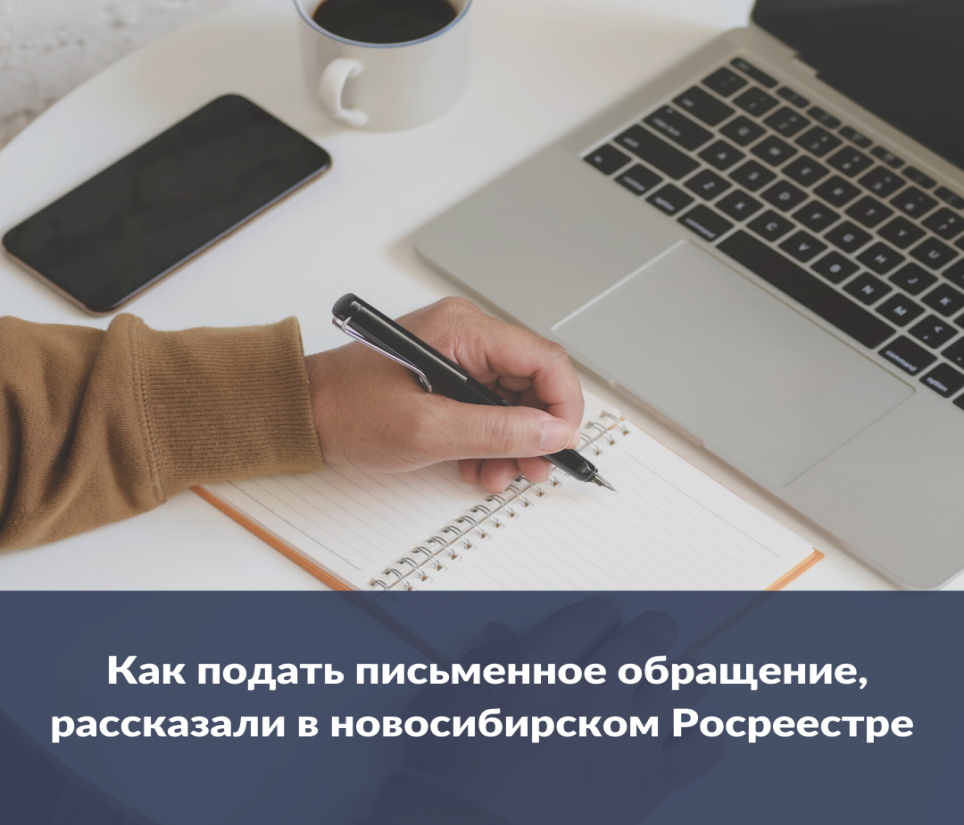 Как подать письменное обращение,
рассказали в новосибирском Росреестре